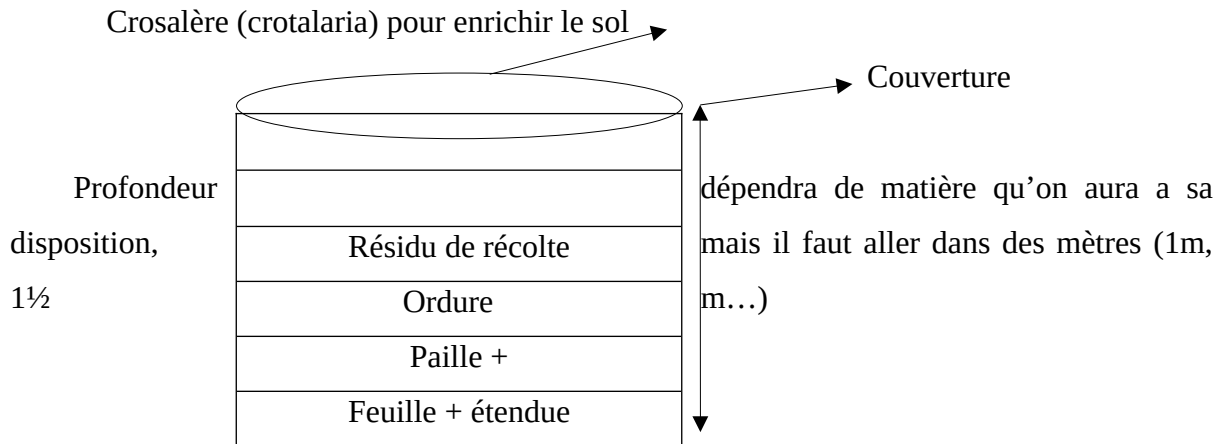 Crosalère (crotalaria) pour enrichir le sol
Couverture
Profondeur dépendra de matière qu’on aura a sa
disposition, mais il faut aller dans des mètres (1m,
1½ m…)
Résidu de récolte
Ordure
Paille +
Feuille + étendue